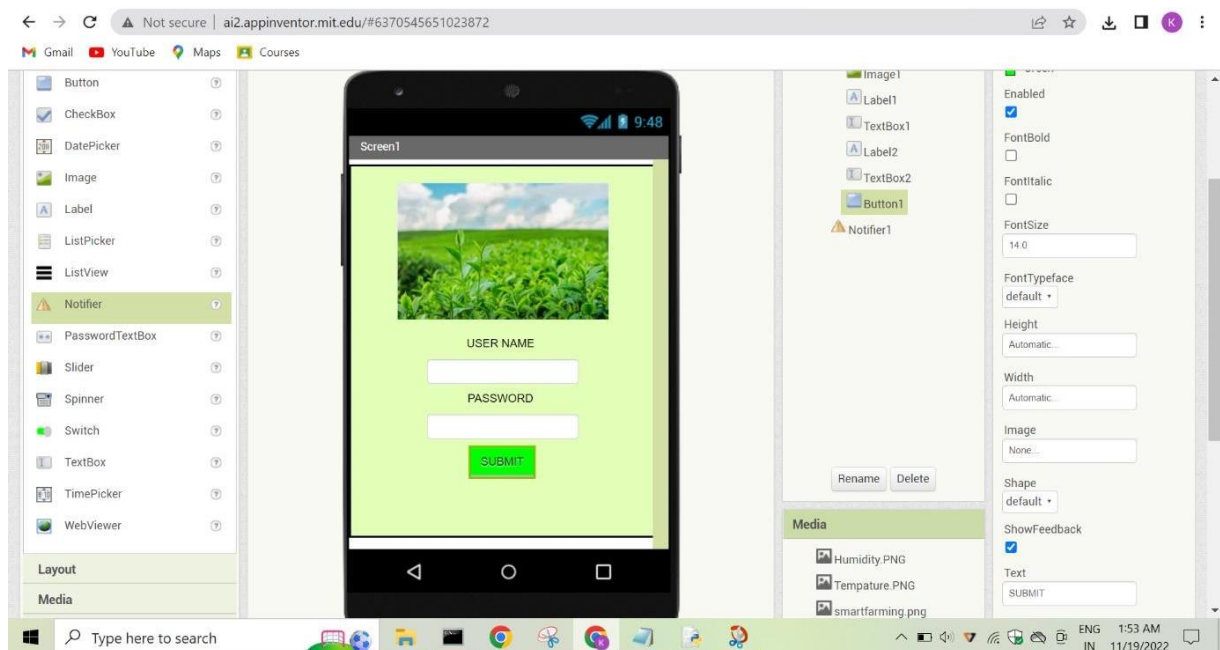 Not secure | ai2.appinventor.mit.edu/#6370545651023872
K
Gmail YouTube Maps Courses
Button
CheckBox
DatePicker
Image
Label
ListPicker
ListView
Notifier
PasswordTextBox
Slider
Spinner
Switch
TextBox
TimePicker
WebViewer
Layout
Media
9:48
Screen1
USER NAME
PASSWORD
SUBMIT
Image1
Label1
TextBox1
Label2
TextBox2
Button1
Notifier1
Rename Delete
Media
Humidity.PNG
Tempature.PNG
smartfarming.png
Enabled
FontBold
FontItalic
FontSize
14.0
FontTypeface
default
Height
Automatic...
Width
Automatic...
Image
None...
Shape
default
ShowFeedback
Text
SUBMIT
Type here to search
ENG 1:53 AM
IN 11/19/2022